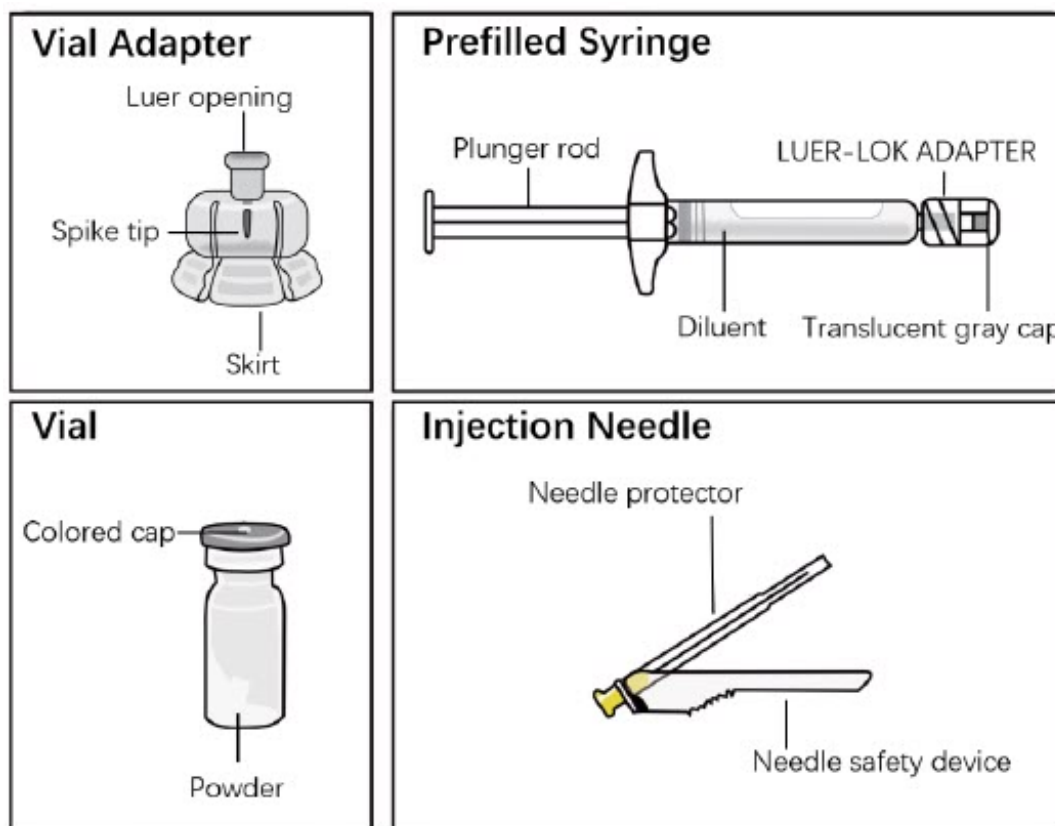 Vial Adapter
Luer opening
Spike tip
Skirt
Prefilled Syringe
Plunger rod
LUER-LOK ADAPTER
Diluent
Translucent gray cap
Vial
Colored cap
Powder
Injection Needle
Needle protector
Needle safety device